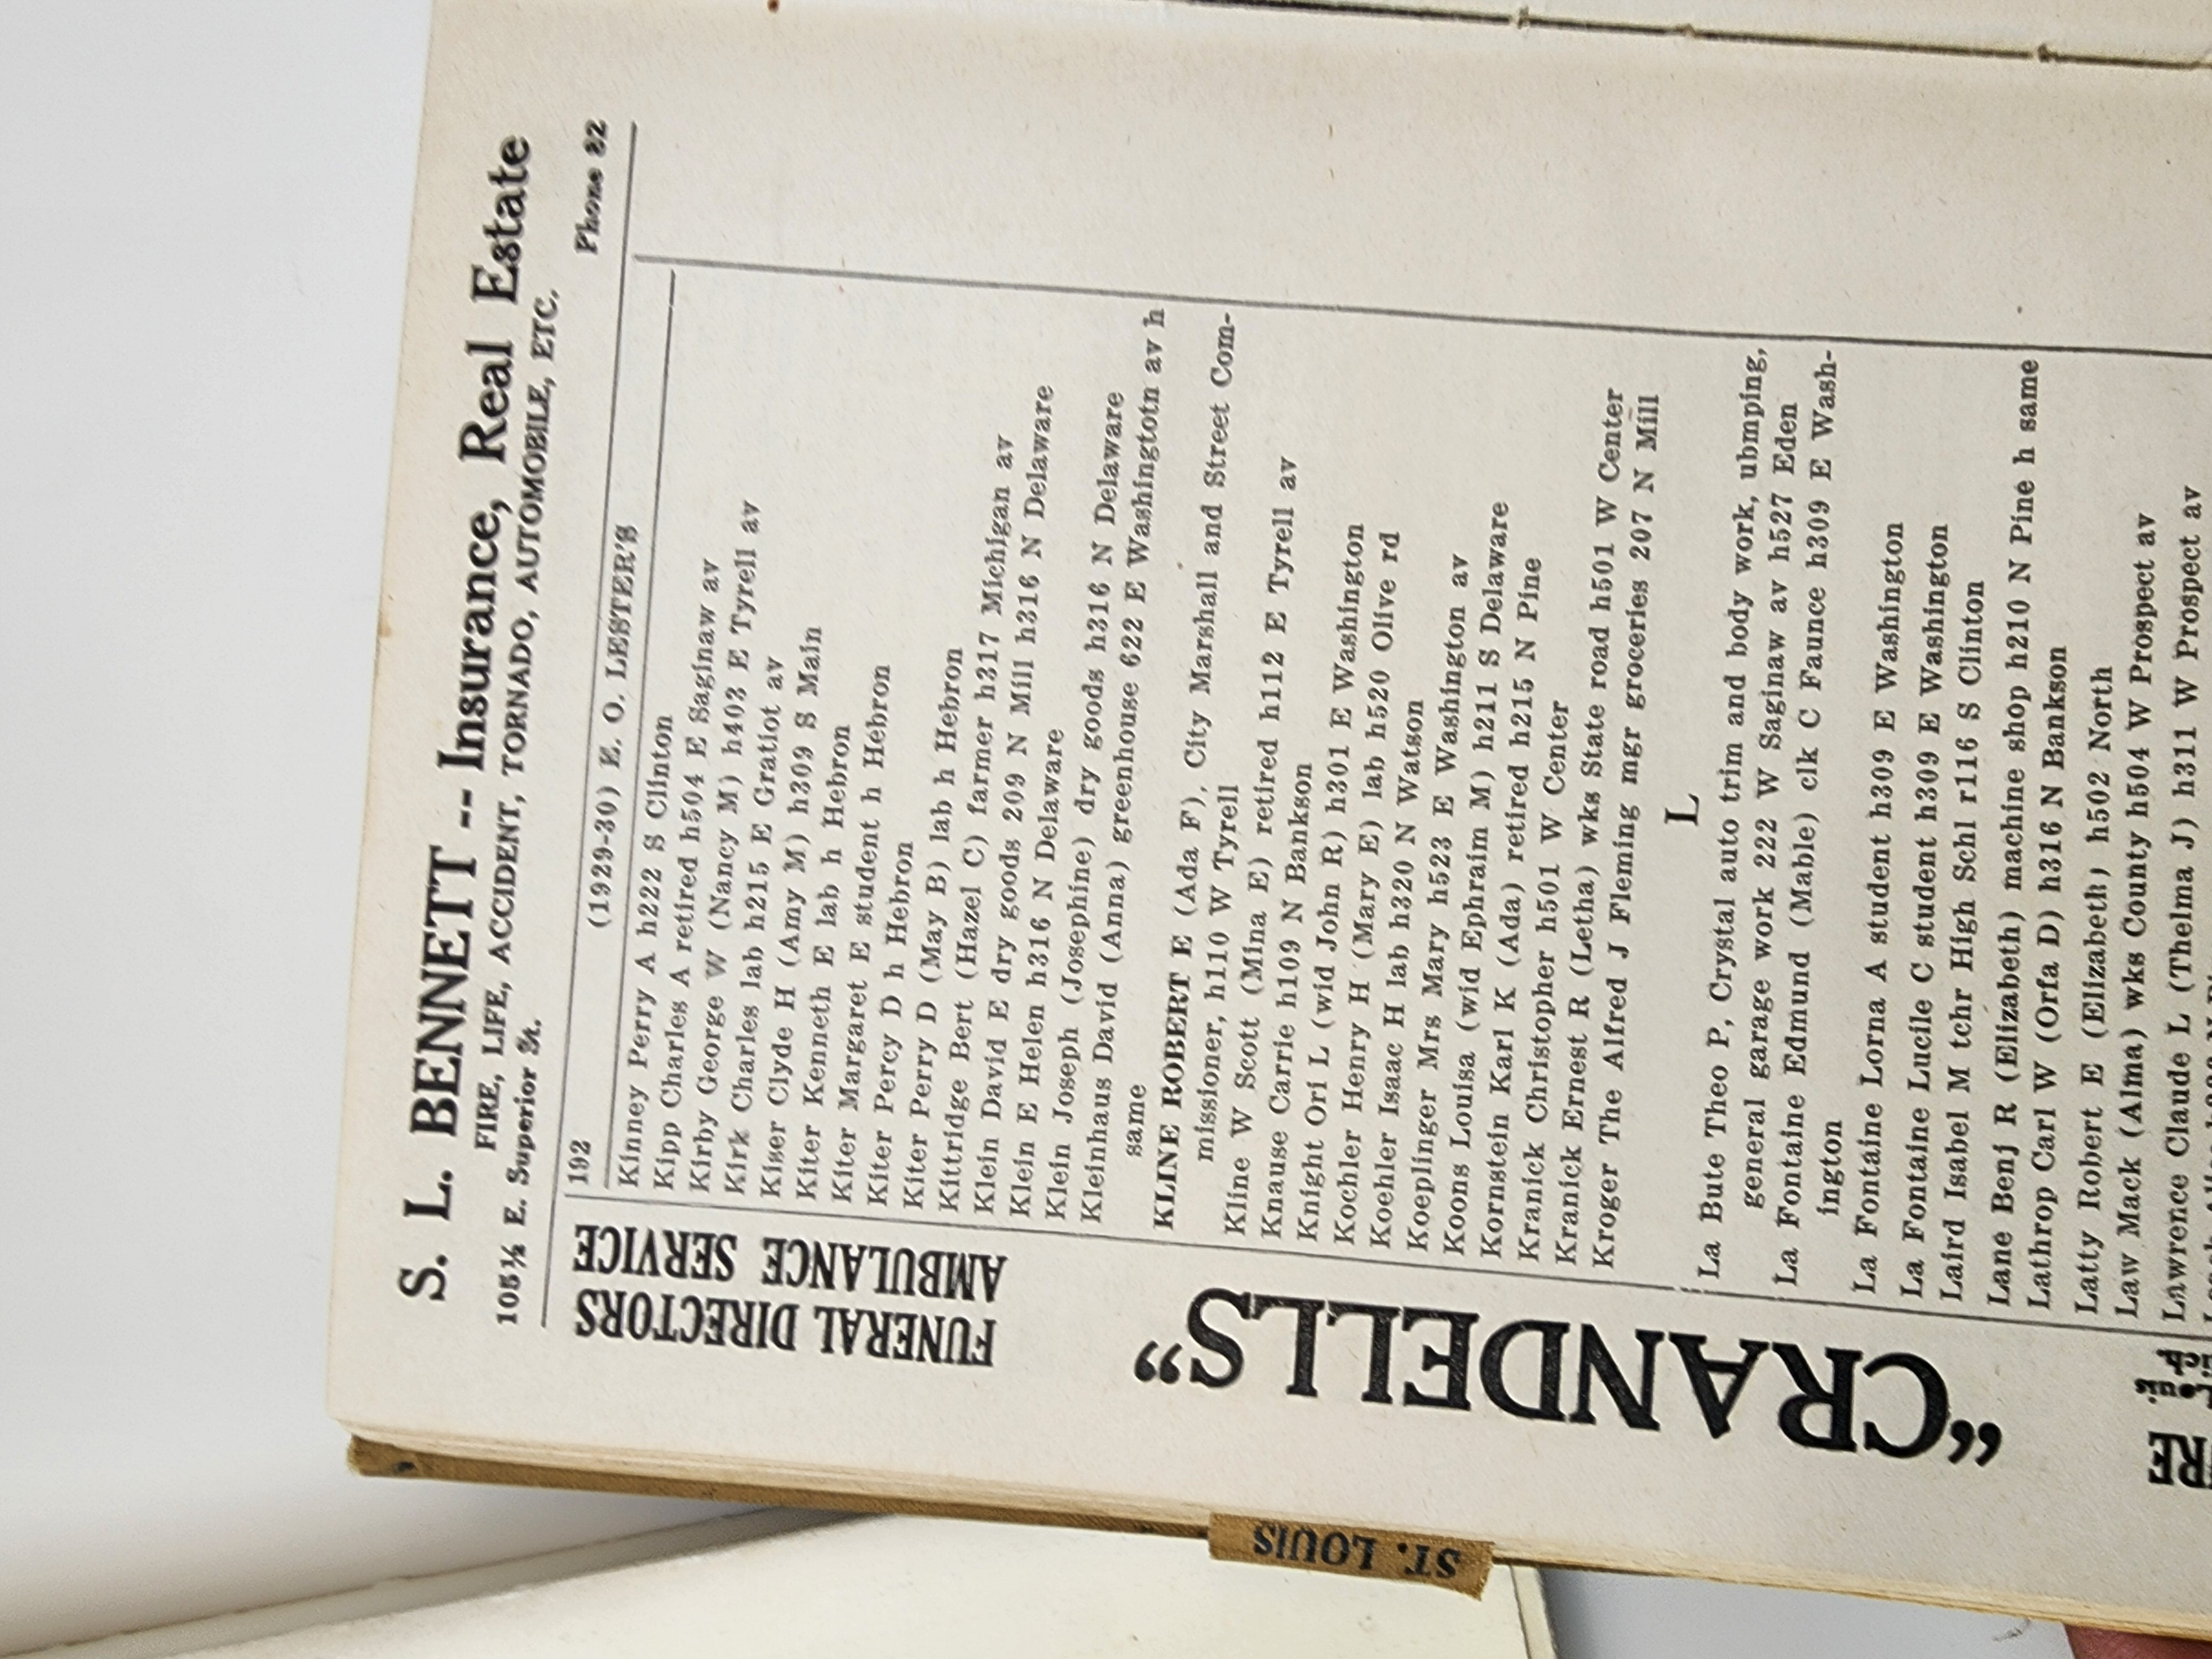 S. L. BENNETT -- Insurance, Real Estate
FIRE, LIFE, ACCIDENT, TORNADO, AUTOMOBILE, ETC.
105½ E. Superior St. Phone 82
192 (1929-30) E. O. LESTER'S
Kinney Perry A h222 S Clinton
Kipp Charles A retired h504 E Saginaw av
Kirby George W (Nancy M) h403 E Tyrell av
Kirk Charles lab h215 E Gratiot av
Kiser Clyde H (Amy M) h309 S Main
Kiter Kenneth E lab h Hebron
Kiter Margaret E student h Hebron
Kiter Percy D h Hebron
Kiter Perry D (May B) lab h Hebron
Kittridge Bert (Hazel C) farmer h317 Michigan av
Klein David E dry goods 209 N Mill h316 N Delaware
Klein E Helen h316 N Delaware
Klein Joseph (Josephine) dry goods h316 N Delaware
Kleinhaus David (Anna) greenhouse 622 E Washingotn av h
same
KLINE ROBERT E (Ada F), City Marshall and Street Com-
missioner, h110 W Tyrell
Kline W Scott (Mina E) retired h112 E Tyrell av
Knause Carrie h109 N Bankson
Knight Ori L (wid John R) h301 E Washington
Kochler Henry H (Mary E) lab h520 Olive rd
Koehler Isaac H lab h320 N Watson
Koeplinger Mrs Mary h523 E Washington av
Koons Louisa (wid Ephraim M) h211 S Delaware
Kornstein Karl K (Ada) retired h215 N Pine
Kranick Christopher h501 W Center
Kranick Ernest R (Letha) wks State road h501 W Center
Kroger The Alfred J Fleming mgr groceries 207 N Mill
L
La Bute Theo P, Crystal auto trim and body work, ubmping,
general garage work 222 W Saginaw av h527 Eden
La Fontaine Edmund (Mable) clk C Faunce h309 E Wash-
ington
La Fontaine Lorna A student h309 E Washington
La Fontaine Lucile C student h309 E Washington
Laird Isabel M tchr High Schl r116 S Clinton
Lane Benj R (Elizabeth) machine shop h210 N Pine h same
Lathrop Carl W (Orfa D) h316 N Bankson
Latty Robert E (Elizabeth) h502 North
Law Mack (Alma) wks County h504 W Prospect av
Lawrence Claude L (Thelma J) h311 W Prospect av
FUNERAL DIRECTORS
AMBULANCE SERVICE
"CRANDELLS"
ST. LOUIS